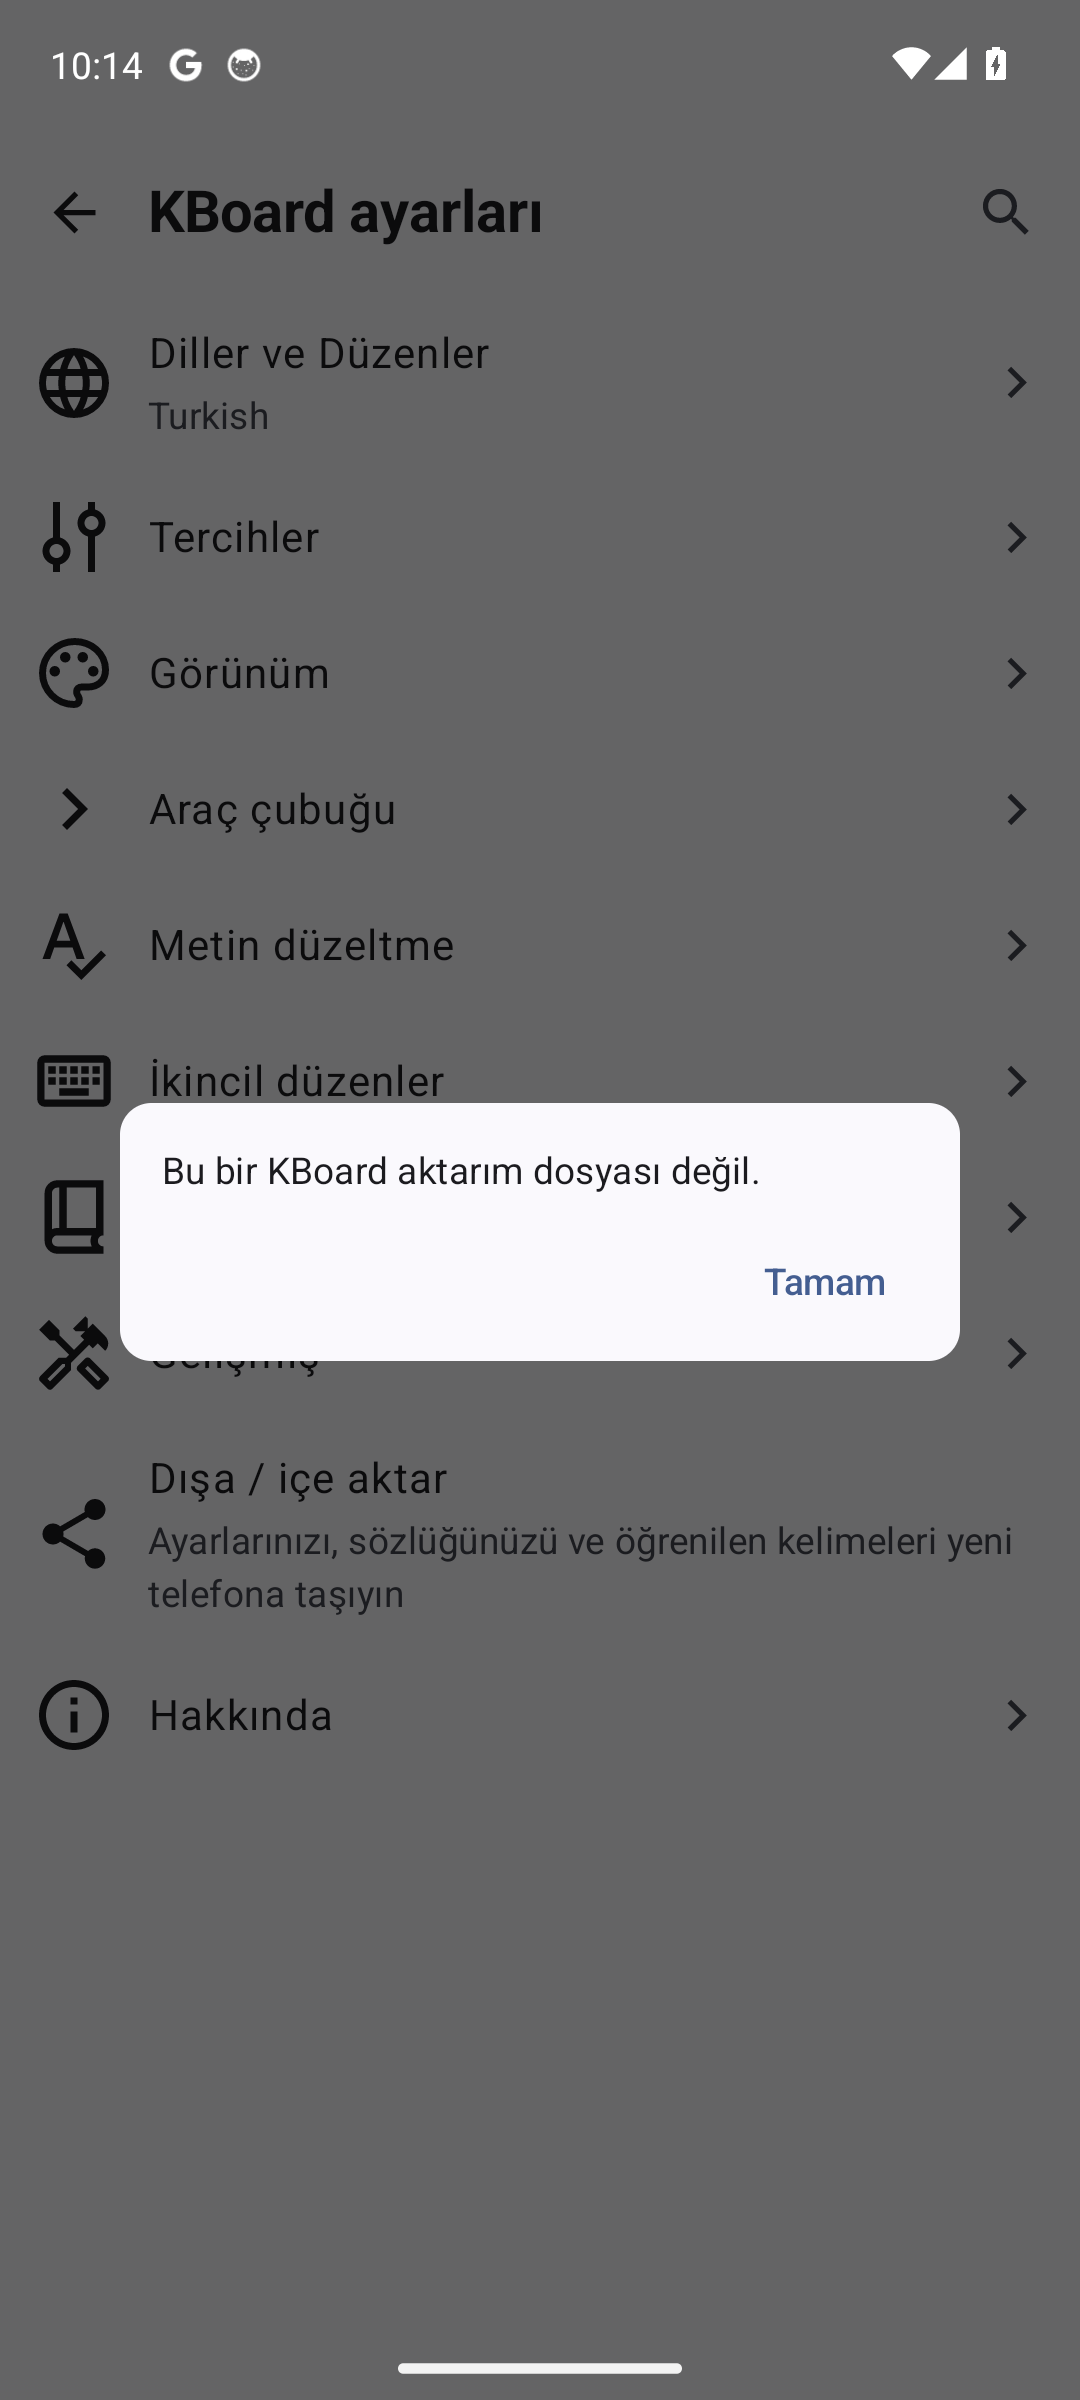 10:14
KBoard ayarları
Diller ve Düzenler
Turkish
Tercihler
Görünüm
Araç çubuğu
Metin düzeltme
İkincil düzenler
Bu bir KBoard aktarım dosyası değil.
Tamam
Gelişmiş
Dışa / içe aktar
Ayarlarınızı, sözlüğünüzü ve öğrenilen kelimeleri yeni
telefona taşıyın
Hakkında